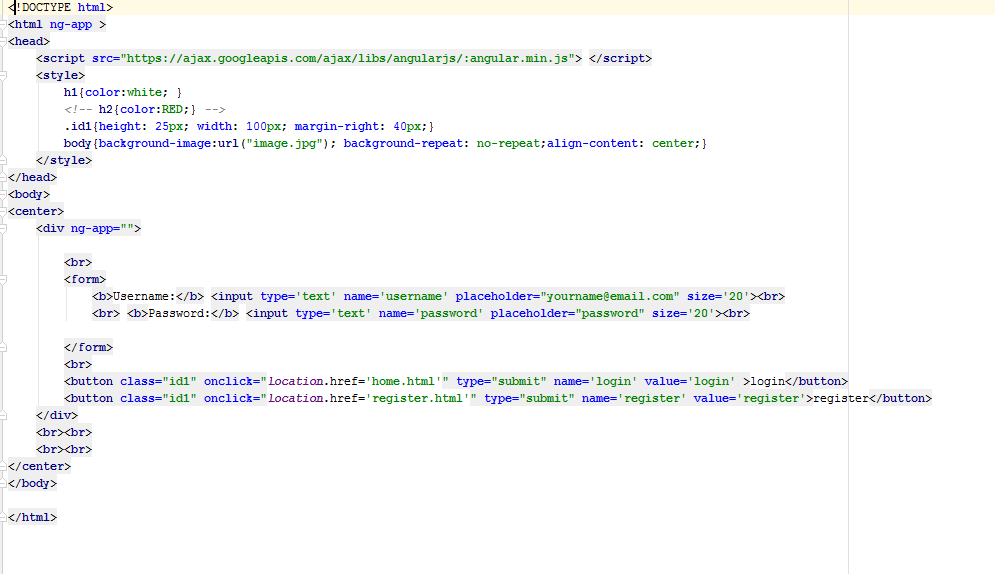 <!DOCTYPE html>
<html ng-app >
<head>
    <script src="https://ajax.googleapis.com/ajax/libs/angularjs/:angular.min.js"> </script>
    <style>
        h1{color:white; }
        <!-- h2{color:RED;} -->
        .id1{height: 25px; width: 100px; margin-right: 40px;}
        body{background-image:url("image.jpg"); background-repeat: no-repeat;align-content: center;}
    </style>
</head>
<body>
<center>
    <div ng-app="">

        <br>
        <form>
            <b>Username:</b> <input type='text' name='username' placeholder="yourname@email.com" size='20'><br>
            <br> <b>Password:</b> <input type='text' name='password' placeholder="password" size='20'><br>

        </form>
        <br>
        <button class="id1" onclick="location.href='home.html'" type="submit" name='login' value='login' >login</button>
        <button class="id1" onclick="location.href='register.html'" type="submit" name='register' value='register'>register</button>
    </div>
    <br><br>
    <br><br>
</center>
</body>

</html>